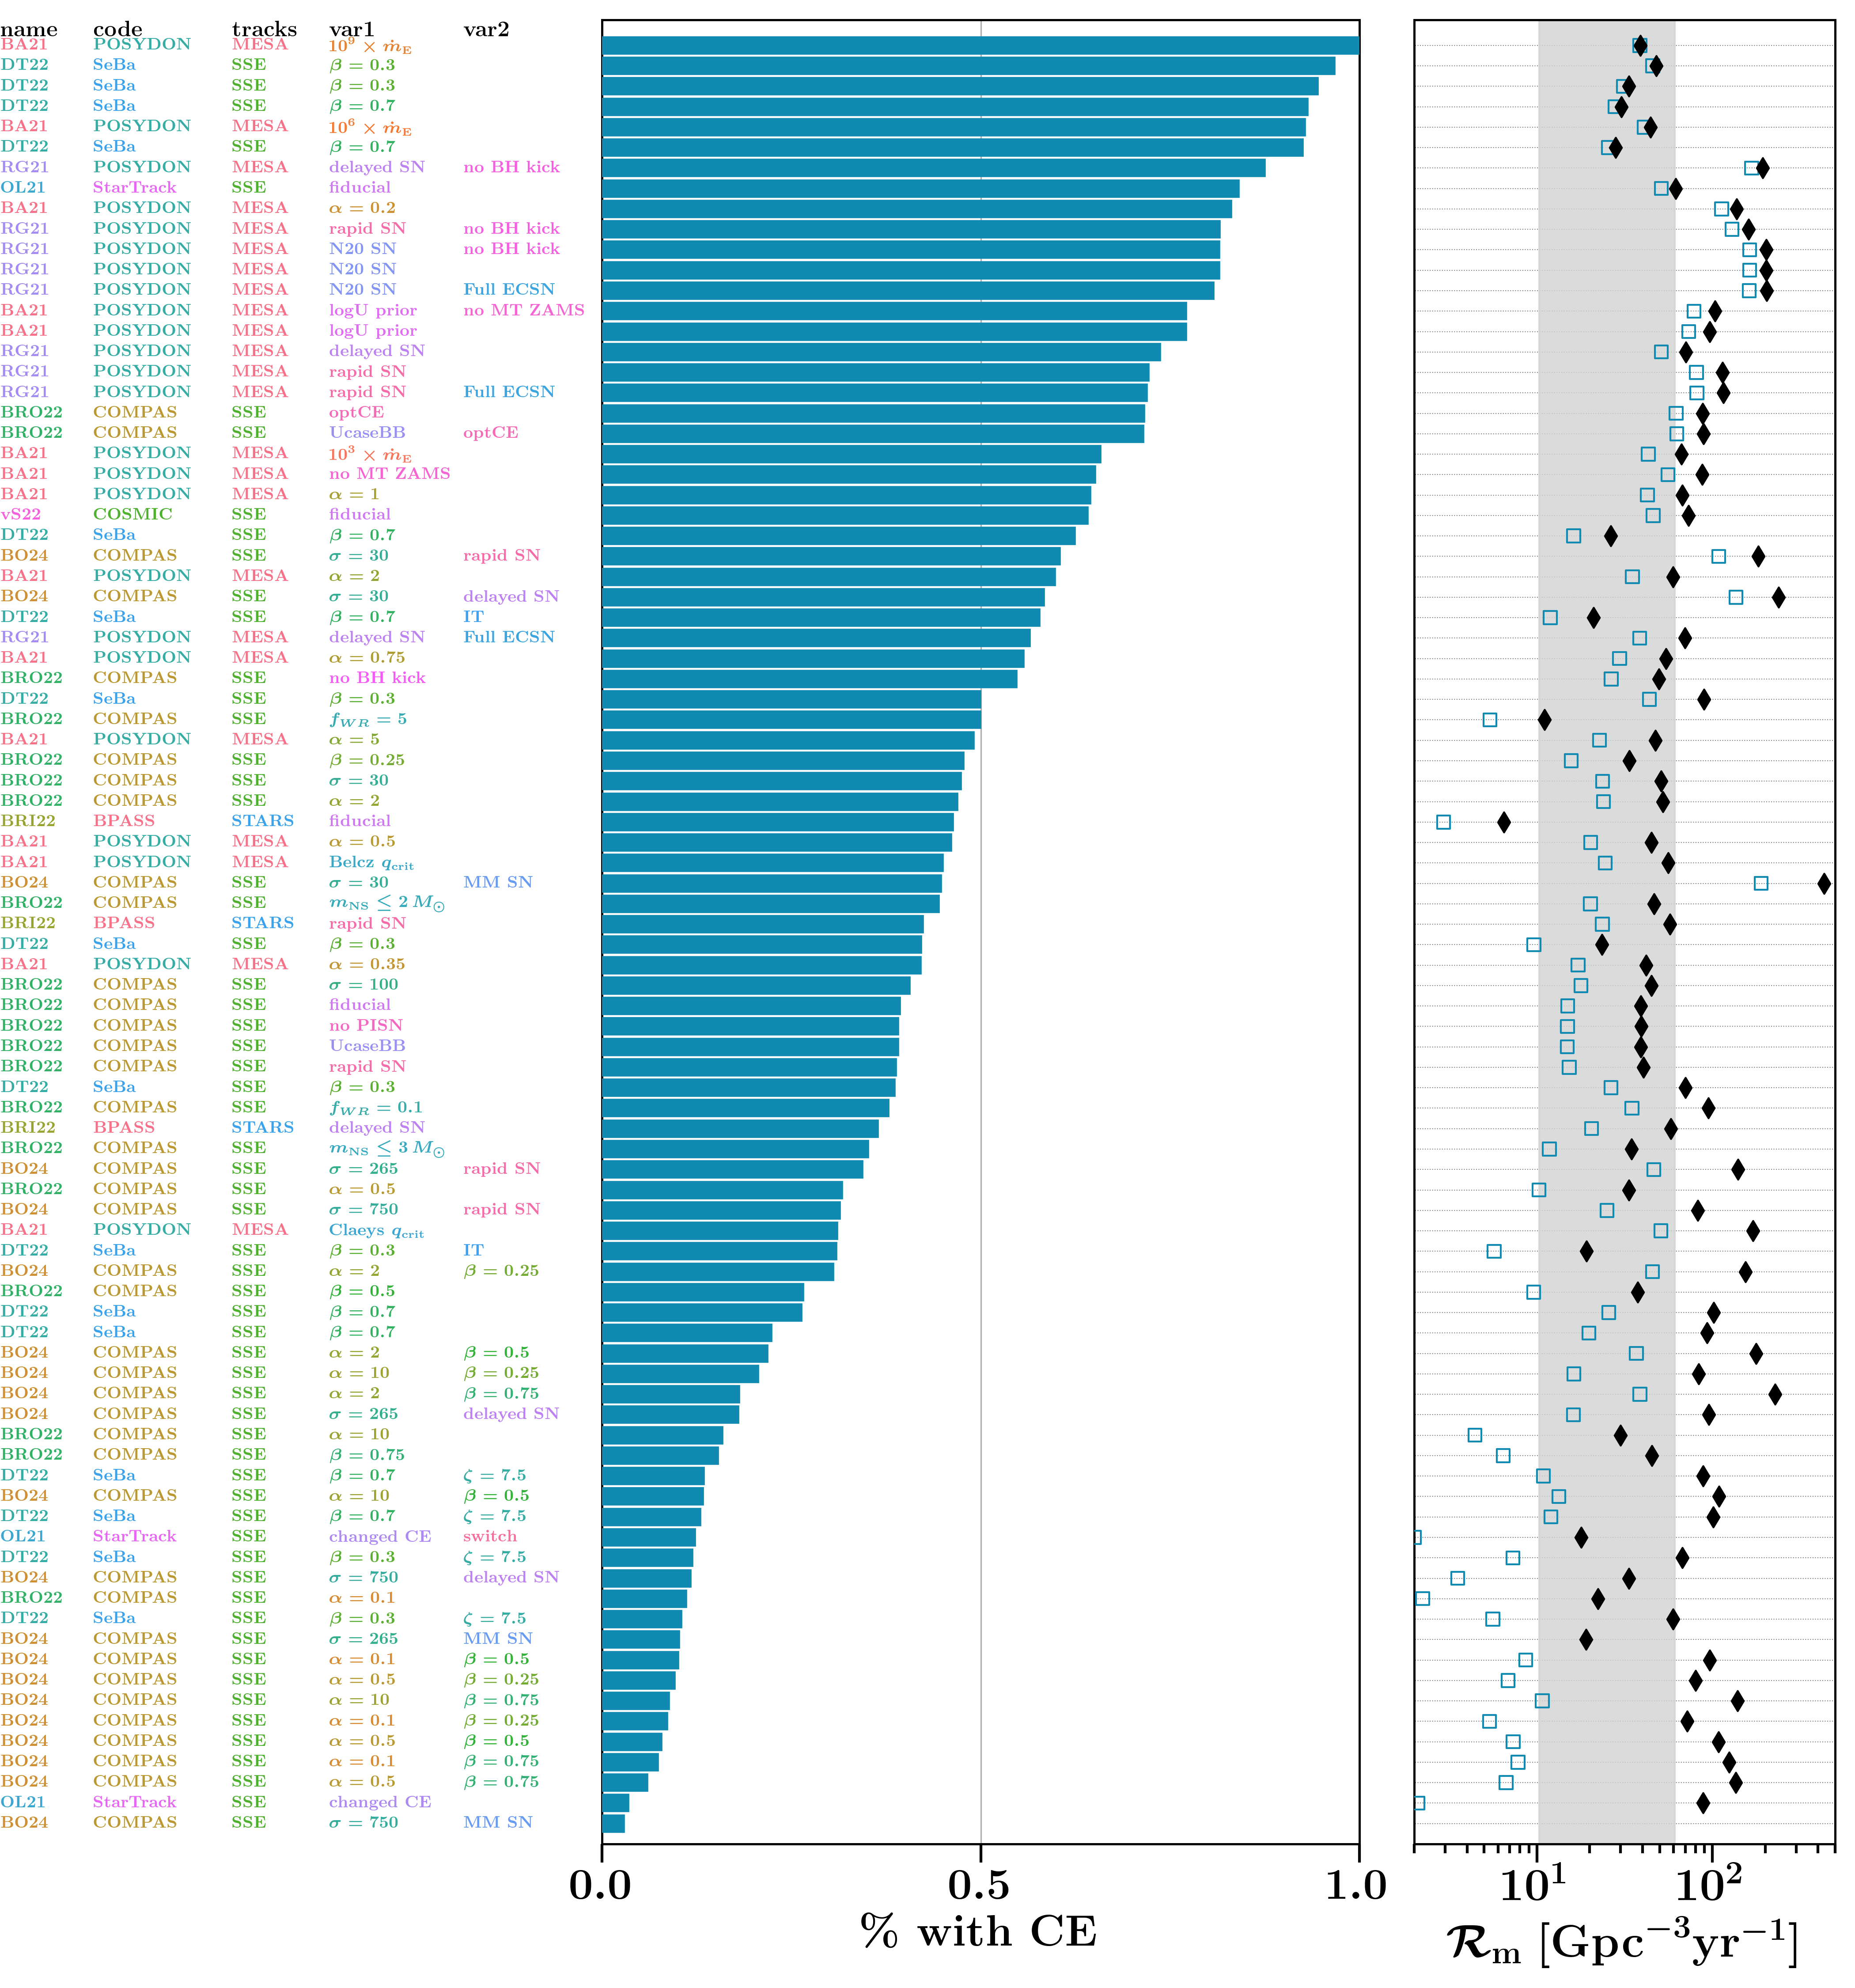 name code tracks var1 var2
BA21 POSYDON MESA 10⁹ × ṁ_E
DT22 SeBa SSE β = 0.3
DT22 SeBa SSE β = 0.3
DT22 SeBa SSE β = 0.7
BA21 POSYDON MESA 10⁶ × ṁ_E
DT22 SeBa SSE β = 0.7
RG21 POSYDON MESA delayed SN no BH kick
OL21 StarTrack SSE fiducial
BA21 POSYDON MESA α = 0.2
RG21 POSYDON MESA rapid SN no BH kick
RG21 POSYDON MESA N20 SN no BH kick
RG21 POSYDON MESA N20 SN
RG21 POSYDON MESA N20 SN Full ECSN
BA21 POSYDON MESA logU prior no MT ZAMS
BA21 POSYDON MESA logU prior
RG21 POSYDON MESA delayed SN
RG21 POSYDON MESA rapid SN
RG21 POSYDON MESA rapid SN Full ECSN
BRO22 COMPAS SSE optCE
BRO22 COMPAS SSE UcaseBB optCE
BA21 POSYDON MESA 10³ × ṁ_E
BA21 POSYDON MESA no MT ZAMS
BA21 POSYDON MESA α = 1
vS22 COSMIC SSE fiducial
DT22 SeBa SSE β = 0.7
BO24 COMPAS SSE σ = 30 rapid SN
BA21 POSYDON MESA α = 2
BO24 COMPAS SSE σ = 30 delayed SN
DT22 SeBa SSE β = 0.7 IT
RG21 POSYDON MESA delayed SN Full ECSN
BA21 POSYDON MESA α = 0.75
BRO22 COMPAS SSE no BH kick
DT22 SeBa SSE β = 0.3
BRO22 COMPAS SSE f_WR = 5
BA21 POSYDON MESA α = 5
BRO22 COMPAS SSE β = 0.25
BRO22 COMPAS SSE σ = 30
BRO22 COMPAS SSE α = 2
BRI22 BPASS STARS fiducial
BA21 POSYDON MESA α = 0.5
BA21 POSYDON MESA Belcz q_crit
BO24 COMPAS SSE σ = 30 MM SN
BRO22 COMPAS SSE m_NS ≤ 2 M_⊙
BRI22 BPASS STARS rapid SN
DT22 SeBa SSE β = 0.3
BA21 POSYDON MESA α = 0.35
BRO22 COMPAS SSE σ = 100
BRO22 COMPAS SSE fiducial
BRO22 COMPAS SSE no PISN
BRO22 COMPAS SSE UcaseBB
BRO22 COMPAS SSE rapid SN
DT22 SeBa SSE β = 0.3
BRO22 COMPAS SSE f_WR = 0.1
BRI22 BPASS STARS delayed SN
BRO22 COMPAS SSE m_NS ≤ 3 M_⊙
BO24 COMPAS SSE σ = 265 rapid SN
BRO22 COMPAS SSE α = 0.5
BO24 COMPAS SSE σ = 750 rapid SN
BA21 POSYDON MESA Claeys q_crit
DT22 SeBa SSE β = 0.3 IT
BO24 COMPAS SSE α = 2 β = 0.25
BRO22 COMPAS SSE β = 0.5
DT22 SeBa SSE β = 0.7
DT22 SeBa SSE β = 0.7
BO24 COMPAS SSE α = 2 β = 0.5
BO24 COMPAS SSE α = 10 β = 0.25
BO24 COMPAS SSE α = 2 β = 0.75
BO24 COMPAS SSE σ = 265 delayed SN
BRO22 COMPAS SSE α = 10
BRO22 COMPAS SSE β = 0.75
DT22 SeBa SSE β = 0.7 ζ = 7.5
BO24 COMPAS SSE α = 10 β = 0.5
DT22 SeBa SSE β = 0.7 ζ = 7.5
OL21 StarTrack SSE changed CE switch
DT22 SeBa SSE β = 0.3 ζ = 7.5
BO24 COMPAS SSE σ = 750 delayed SN
BRO22 COMPAS SSE α = 0.1
DT22 SeBa SSE β = 0.3 ζ = 7.5
BO24 COMPAS SSE σ = 265 MM SN
BO24 COMPAS SSE α = 0.1 β = 0.5
BO24 COMPAS SSE α = 0.5 β = 0.25
BO24 COMPAS SSE α = 10 β = 0.75
BO24 COMPAS SSE α = 0.1 β = 0.25
BO24 COMPAS SSE α = 0.5 β = 0.5
BO24 COMPAS SSE α = 0.1 β = 0.75
BO24 COMPAS SSE α = 0.5 β = 0.75
OL21 StarTrack SSE changed CE
BO24 COMPAS SSE σ = 750 MM SN
0.0 0.5 1.0 10¹ 10²
% with CE
ℛ_m [Gpc⁻³yr⁻¹]